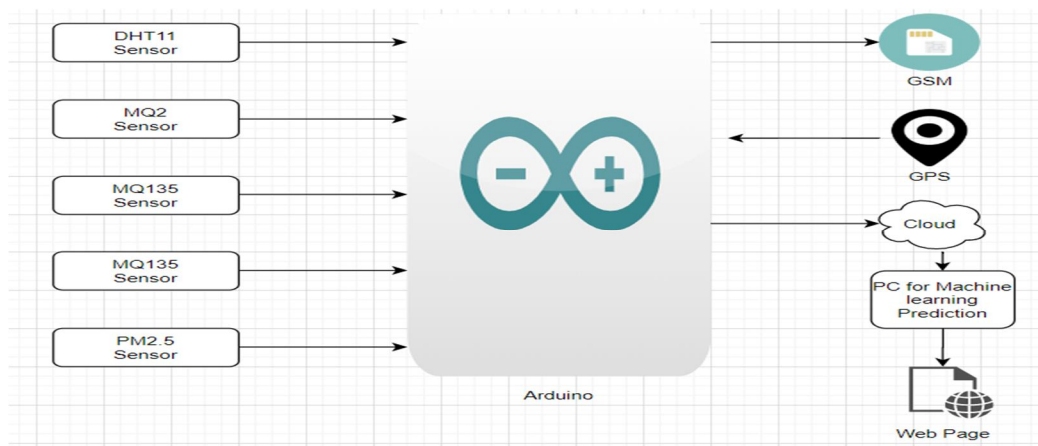 DHT11
Sensor
MQ2
Sensor
MQ135
Sensor
MQ135
Sensor
PM2.5
Sensor
Arduino
GSM
GPS
Cloud
PC for Machine
learning
Prediction
Web Page